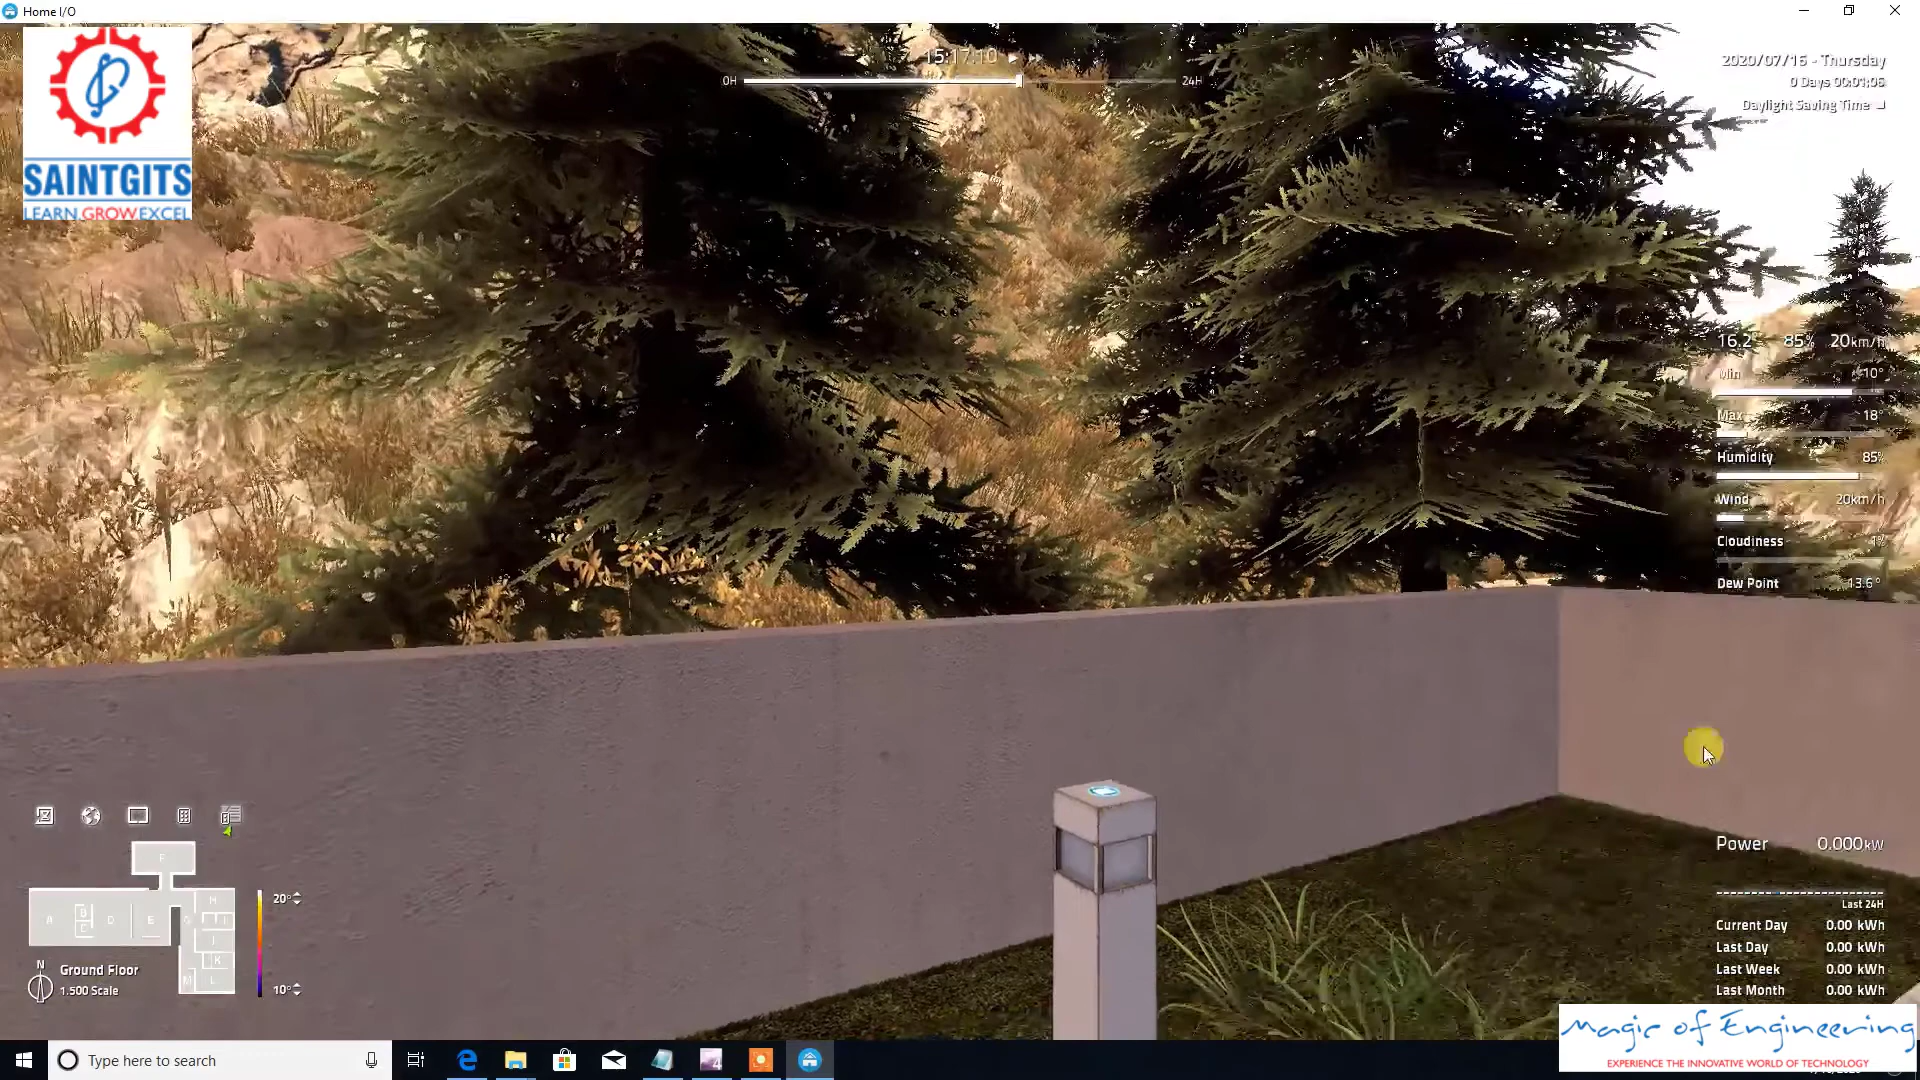 Home I/O
SAINTGITS
LEARN GROW EXCEL
15:17:10
0H
24H
2020/07/16 - Thursday
0 Days 00:01:06
Daylight Saving Time
16.2° 85% 20km/h
Min 10°
Max 18°
Humidity 85%
Wind 20km/h
Cloudiness 1%
Dew Point 13.6°
F
A B C D E G H I J K L M
20°
10°
N
Ground Floor
1.500 Scale
Power 0.000kW
Last 24H
Current Day 0.00 kWh
Last Day 0.00 kWh
Last Week 0.00 kWh
Last Month 0.00 kWh
Magic of Engineering
EXPERIENCE THE INNOVATIVE WORLD OF TECHNOLOGY
Type here to search
4